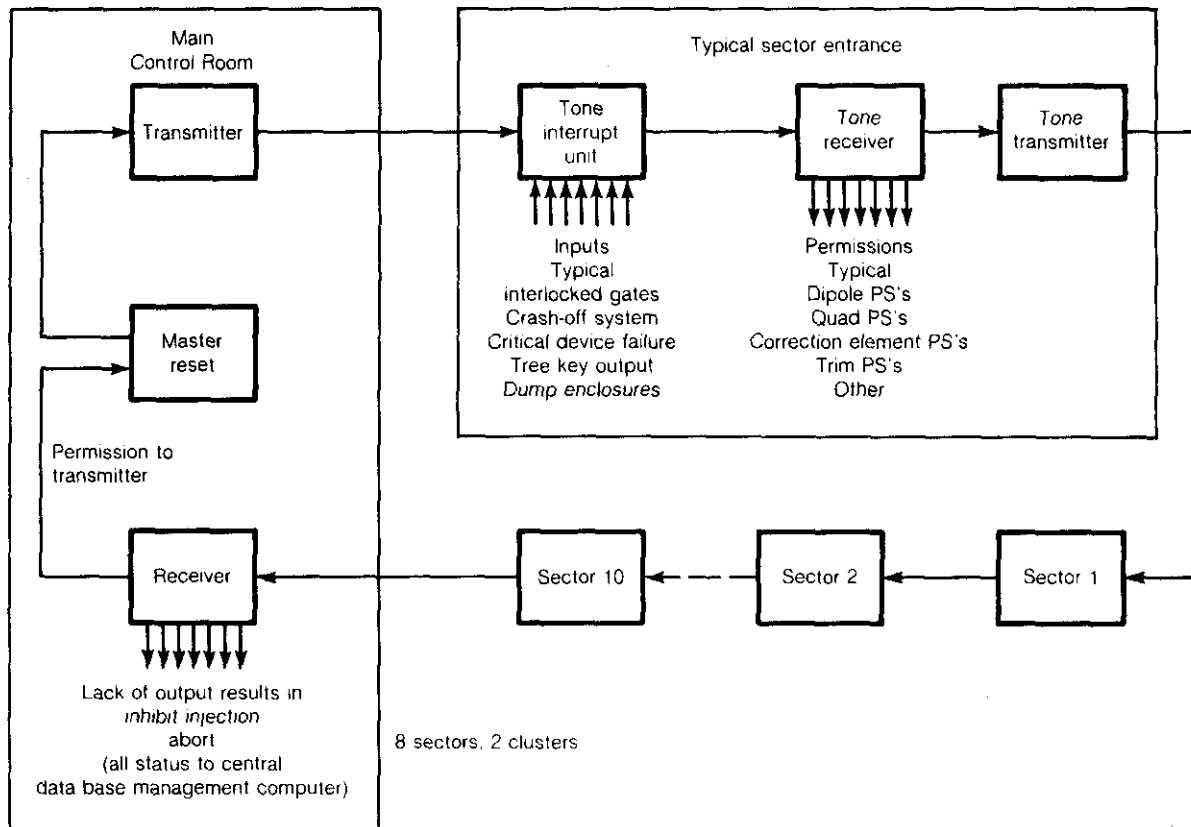 Main
Control Room
Transmitter
Master
reset
Permission to
transmitter
Receiver
Lack of output results in
inhibit injection
abort
(all status to central
data base management computer)
Typical sector entrance
Tone
interrupt
unit
Tone
receiver
Tone
transmitter
Inputs
Typical
interlocked gates
Crash-off system
Critical device failure
Tree key output
Dump enclosures
Permissions
Typical
Dipole PS's
Quad PS's
Correction element PS's
Trim PS's
Other
Sector 10
Sector 2
Sector 1
8 sectors, 2 clusters